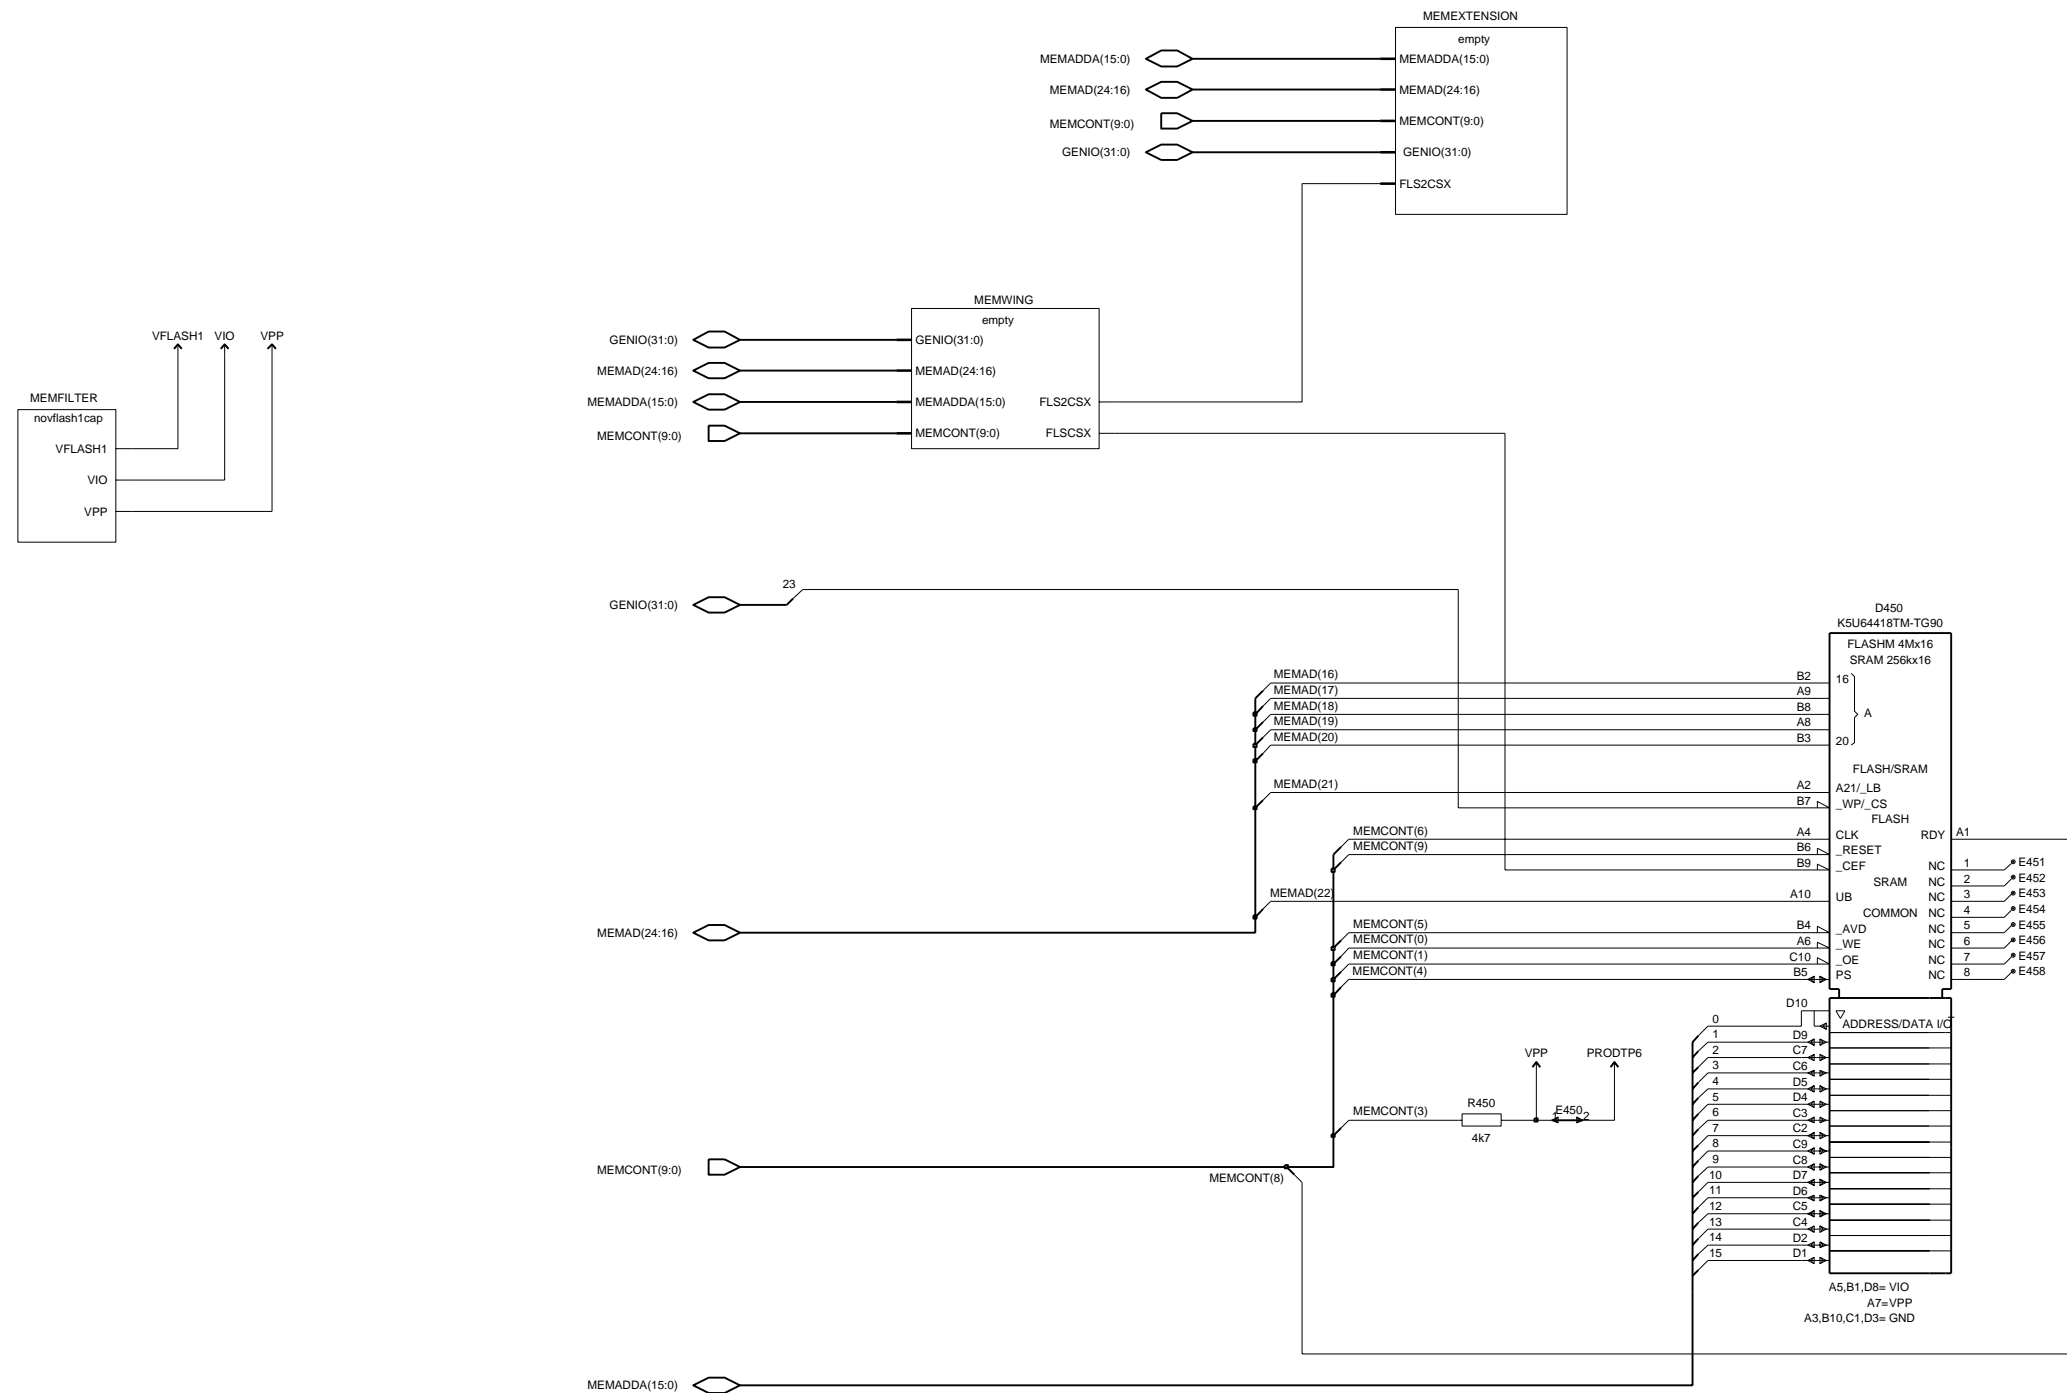 MEMEXTENSION
empty
MEMADDA(15:0)
MEMADDA(15:0)
MEMAD(24:16)
MEMAD(24:16)
MEMCONT(9:0)
MEMCONT(9:0)
GENIO(31:0)
GENIO(31:0)
FLS2CSX
MEMWING
empty
GENIO(31:0)
GENIO(31:0)
MEMAD(24:16)
MEMAD(24:16)
MEMADDA(15:0)
MEMADDA(15:0)
FLS2CSX
MEMCONT(9:0)
MEMCONT(9:0)
FLSCSX
VFLASH1 VIO VPP
MEMFILTER
novflash1cap
VFLASH1
VIO
VPP
GENIO(31:0)
23
D450
K5U64418TM-TG90
FLASHM 4Mx16
SRAM 256kx16
MEMAD(16) B2 16
MEMAD(17) A9
MEMAD(18) B8 A
MEMAD(19) A8
MEMAD(20) B3 20
FLASH/SRAM
MEMAD(21) A2 A21/_LB
B7 _WP/_CS
FLASH
MEMCONT(6) A4 CLK RDY A1
MEMCONT(9) B6 _RESET
B9 _CEF NC 1 E451
SRAM NC 2 E452
MEMAD(22) A10 UB NC 3 E453
COMMON NC 4 E454
MEMCONT(5) B4 _AVD NC 5 E455
MEMCONT(0) A6 _WE NC 6 E456
MEMCONT(1) C10 _OE NC 7 E457
MEMCONT(4) B5 PS NC 8 E458
MEMAD(24:16)
D10
0 ADDRESS/DATA I/O
1 D9
2 C7
3 C6
4 D5
5 D4
6 C3
7 C2
8 C9
9 C8
10 D7
11 D6
12 C5
13 C4
14 D2
15 D1
VPP PRODTP6
MEMCONT(3) R450 1 E450 2
4k7
MEMCONT(9:0)
MEMCONT(8)
A5,B1,D8= VIO
A7=VPP
A3,B10,C1,D3= GND
MEMADDA(15:0)